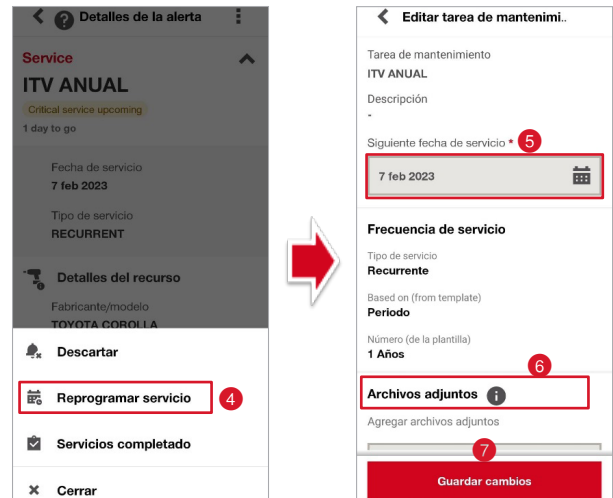 Detalles de la alerta
Service
ITV ANUAL
Critical service upcoming
1 day to go
Fecha de servicio
7 feb 2023
Tipo de servicio
RECURRENT
Detalles del recurso
Fabricante/modelo
TOYOTA COROLLA
Descartar
Reprogramar servicio 4
Servicios completado
Cerrar
Editar tarea de mantenimi..
Tarea de mantenimiento
ITV ANUAL
Descripción
-
Siguiente fecha de servicio * 5
7 feb 2023
Frecuencia de servicio
Tipo de servicio
Recurrente
Based on (from template)
Periodo
Número (de la plantilla)
1 Años
6
Archivos adjuntos
Agregar archivos adjuntos
7
Guardar cambios